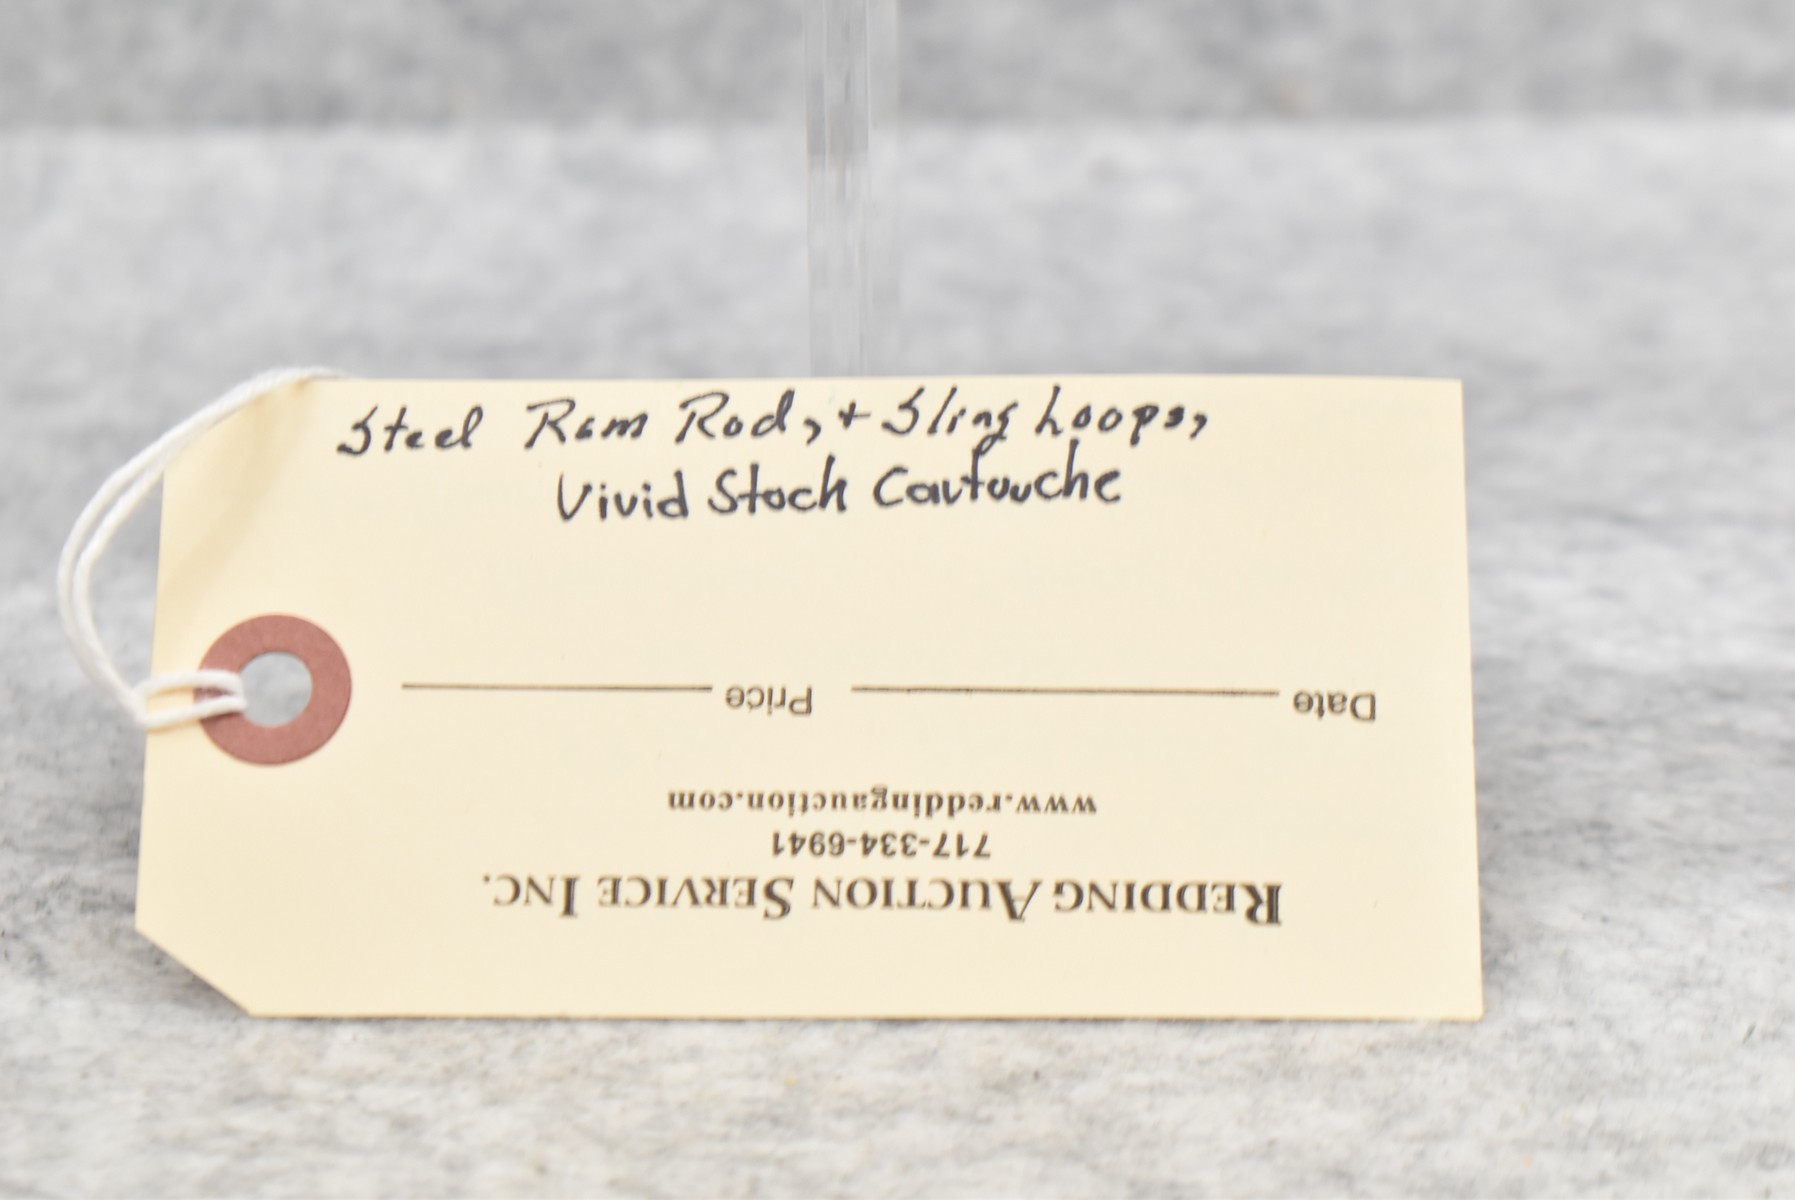 Steel Ram Rod, + Sling Loops,
Vivid Stock Cartouche
Date Price
www.reddingauction.com
717-334-6941
Redding Auction Service Inc.